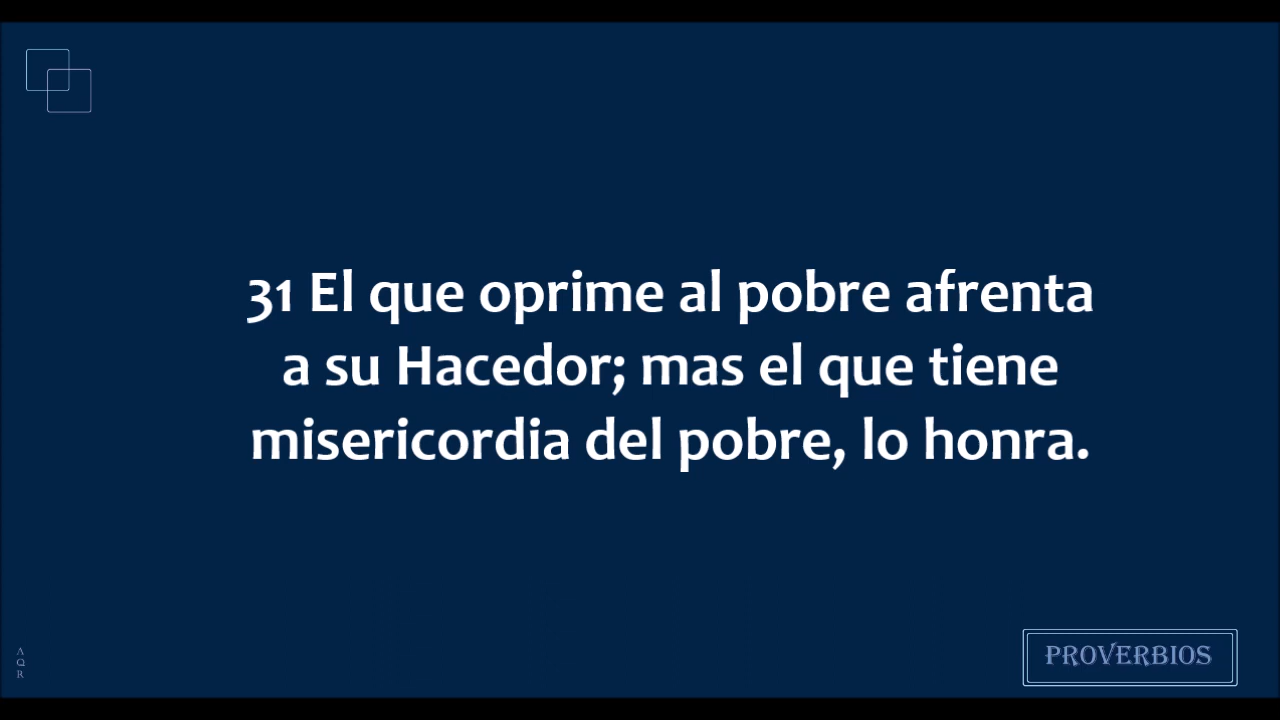 31 El que oprime al pobre afrenta
a su Hacedor; mas el que tiene
misericordia del pobre, lo honra.
PROVERBIOS
A
Q
R